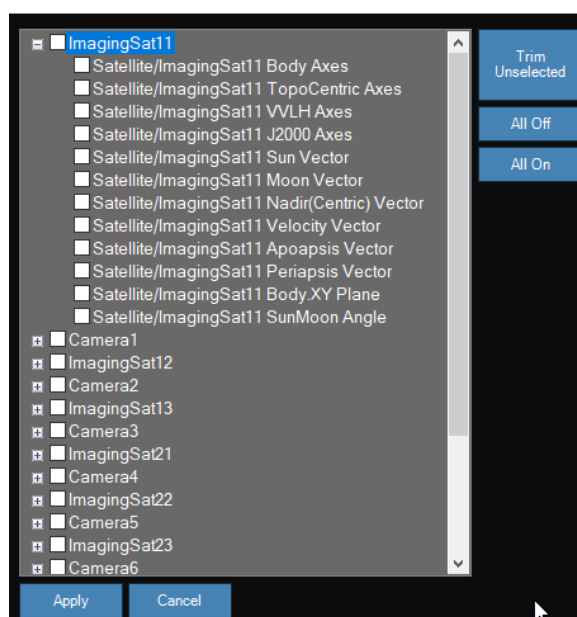 ImagingSat11
Satellite/ImagingSat11 Body Axes
Satellite/ImagingSat11 TopoCentric Axes
Satellite/ImagingSat11 VVLH Axes
Satellite/ImagingSat11 J2000 Axes
Satellite/ImagingSat11 Sun Vector
Satellite/ImagingSat11 Moon Vector
Satellite/ImagingSat11 Nadir(Centric) Vector
Satellite/ImagingSat11 Velocity Vector
Satellite/ImagingSat11 Apoapsis Vector
Satellite/ImagingSat11 Periapsis Vector
Satellite/ImagingSat11 Body.XY Plane
Satellite/ImagingSat11 SunMoon Angle
Camera1
ImagingSat12
Camera2
ImagingSat13
Camera3
ImagingSat21
Camera4
ImagingSat22
Camera5
ImagingSat23
Camera6
Trim
Unselected
All Off
All On
Apply
Cancel